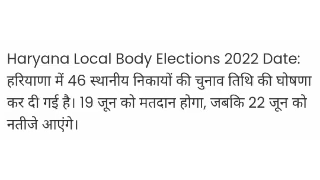 Haryana Local Body Elections 2022 Date:
हरियाणा में 46 स्थानीय निकायों की चुनाव तिथि की घोषणा
कर दी गई है। 19 जून को मतदान होगा, जबकि 22 जून को
नतीजे आएंगे।